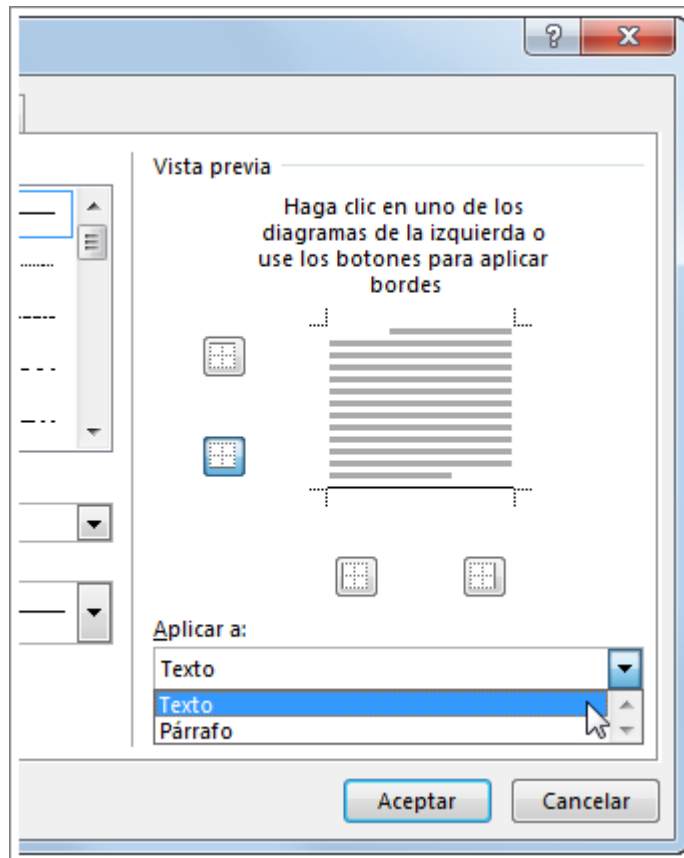 Vista previa
Haga clic en uno de los
diagramas de la izquierda o
use los botones para aplicar
bordes
Aplicar a:
Texto
Texto
Párrafo
Aceptar
Cancelar